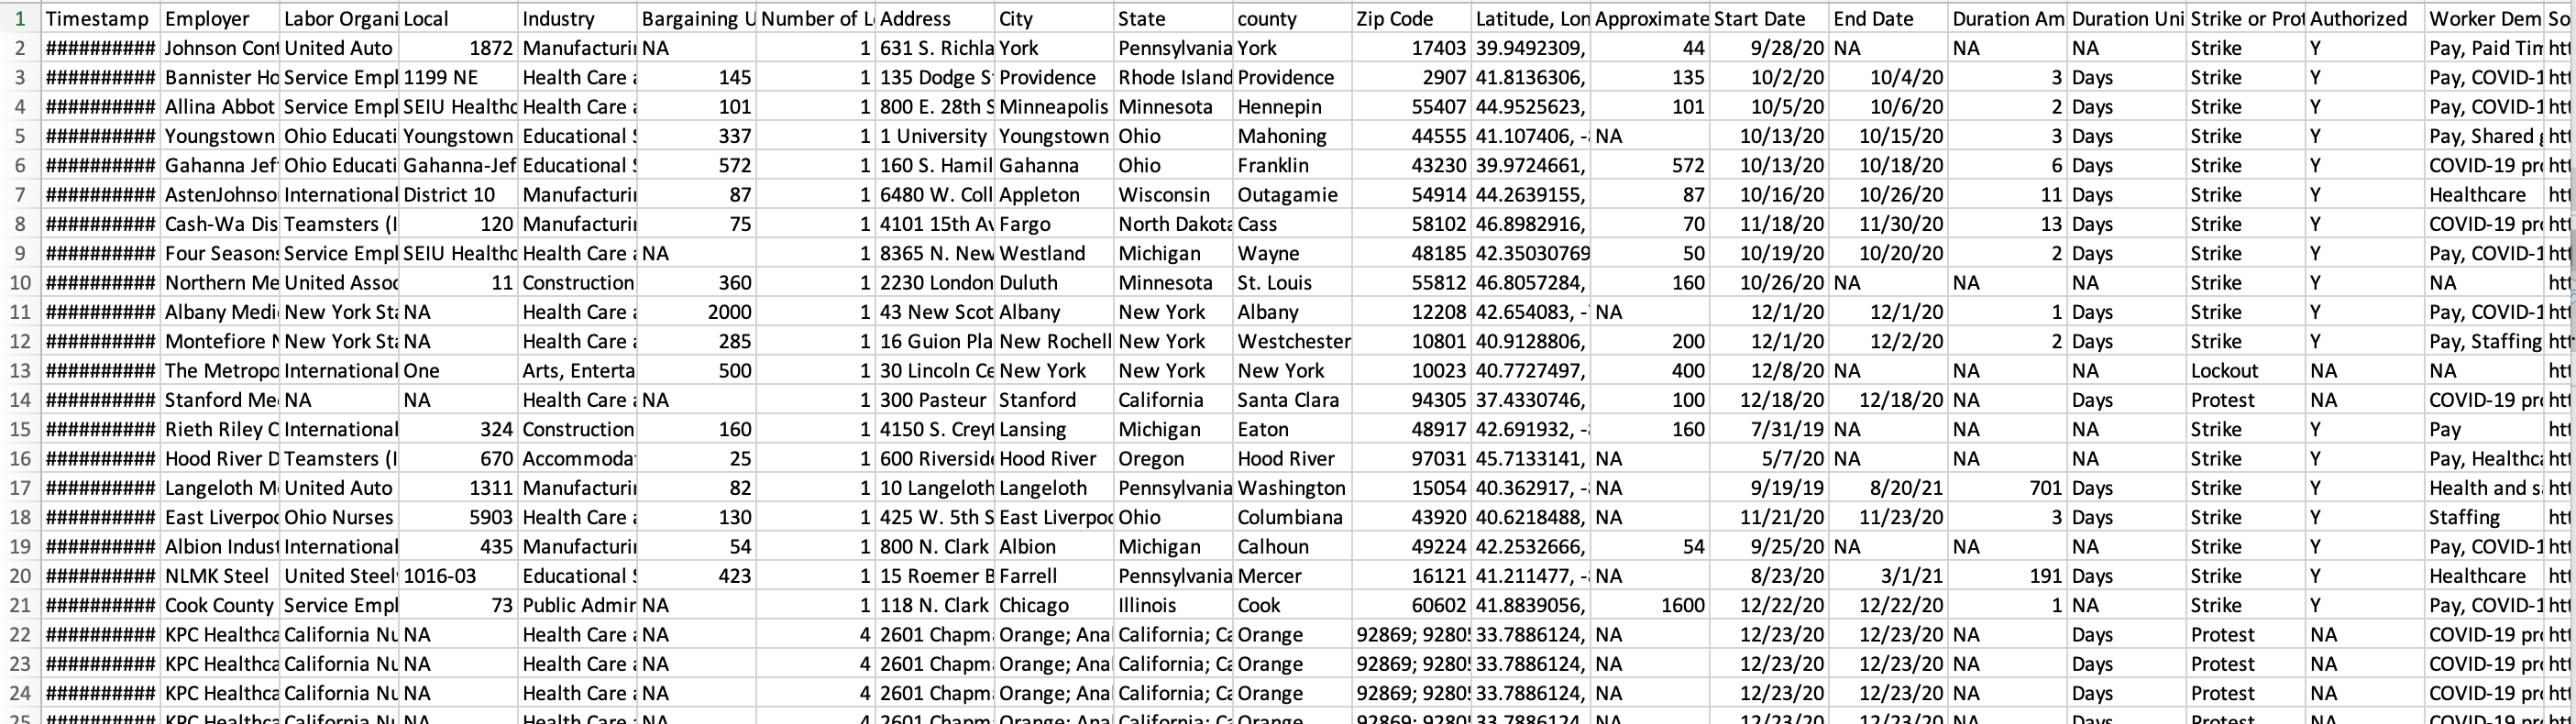 1 Timestamp Employer Labor Organi Local Industry Bargaining U Number of L Address City State county Zip Code Latitude, Lon Approximate Start Date End Date Duration Am Duration Uni Strike or Prot Authorized Worker Dem So
2 ########## Johnson Cont United Auto 1872 Manufacturi NA 1 631 S. Richla York Pennsylvania York 17403 39.9492309, 44 9/28/20 NA NA NA Strike Y Pay, Paid Tim htt
3 ########## Bannister Ho Service Empl 1199 NE Health Care a 145 1 135 Dodge S Providence Rhode Island Providence 2907 41.8136306, 135 10/2/20 10/4/20 3 Days Strike Y Pay, COVID-1 htt
4 ########## Allina Abbot Service Empl SEIU Healthc Health Care a 101 1 800 E. 28th S Minneapolis Minnesota Hennepin 55407 44.9525623, 101 10/5/20 10/6/20 2 Days Strike Y Pay, COVID-1 htt
5 ########## Youngstown Ohio Educati Youngstown Educational S 337 1 1 University Youngstown Ohio Mahoning 44555 41.107406, -8 NA 10/13/20 10/15/20 3 Days Strike Y Pay, Shared g htt
6 ########## Gahanna Jef Ohio Educati Gahanna-Jef Educational S 572 1 160 S. Hamil Gahanna Ohio Franklin 43230 39.9724661, 572 10/13/20 10/18/20 6 Days Strike Y COVID-19 pro htt
7 ########## AstenJohnso International District 10 Manufacturi 87 1 6480 W. Coll Appleton Wisconsin Outagamie 54914 44.2639155, 87 10/16/20 10/26/20 11 Days Strike Y Healthcare htt
8 ########## Cash-Wa Dis Teamsters (I 120 Manufacturi 75 1 4101 15th Av Fargo North Dakota Cass 58102 46.8982916, 70 11/18/20 11/30/20 13 Days Strike Y COVID-19 pro htt
9 ########## Four Seasons Service Empl SEIU Healthc Health Care a NA 1 8365 N. New Westland Michigan Wayne 48185 42.35030769 50 10/19/20 10/20/20 2 Days Strike Y Pay, COVID-1 htt
10 ########## Northern Me United Assoc 11 Construction 360 1 2230 London Duluth Minnesota St. Louis 55812 46.8057284, 160 10/26/20 NA NA NA Strike Y NA htt
11 ########## Albany Medi New York Sta NA Health Care a 2000 1 43 New Scot Albany New York Albany 12208 42.654083, -7 NA 12/1/20 12/1/20 1 Days Strike Y Pay, COVID-1 htt
12 ########## Montefiore N New York Sta NA Health Care a 285 1 16 Guion Pla New Rochell New York Westchester 10801 40.9128806, 200 12/1/20 12/2/20 2 Days Strike Y Pay, Staffing htt
13 ########## The Metropo International One Arts, Enterta 500 1 30 Lincoln Ce New York New York New York 10023 40.7727497, 400 12/8/20 NA NA NA Lockout NA NA htt
14 ########## Stanford Me NA NA Health Care a NA 1 300 Pasteur Stanford California Santa Clara 94305 37.4330746, 100 12/18/20 12/18/20 NA Days Protest NA COVID-19 pro htt
15 ########## Rieth Riley C International 324 Construction 160 1 4150 S. Creyt Lansing Michigan Eaton 48917 42.691932, -8 160 7/31/19 NA NA NA Strike Y Pay htt
16 ########## Hood River D Teamsters (I 670 Accommoda 25 1 600 Riverside Hood River Oregon Hood River 97031 45.7133141, NA 5/7/20 NA NA NA Strike Y Pay, Healthca htt
17 ########## Langeloth M United Auto 1311 Manufacturi 82 1 10 Langeloth Langeloth Pennsylvania Washington 15054 40.362917, -8 NA 9/19/19 8/20/21 701 Days Strike Y Health and s htt
18 ########## East Liverpoo Ohio Nurses 5903 Health Care a 130 1 425 W. 5th S East Liverpoo Ohio Columbiana 43920 40.6218488, NA 11/21/20 11/23/20 3 Days Strike Y Staffing htt
19 ########## Albion Indust International 435 Manufacturi 54 1 800 N. Clark Albion Michigan Calhoun 49224 42.2532666, 54 9/25/20 NA NA NA Strike Y Pay, COVID-1 htt
20 ########## NLMK Steel United Steelw 1016-03 Educational S 423 1 15 Roemer B Farrell Pennsylvania Mercer 16121 41.211477, -8 NA 8/23/20 3/1/21 191 Days Strike Y Healthcare htt
21 ########## Cook County Service Empl 73 Public Admin NA 1 118 N. Clark Chicago Illinois Cook 60602 41.8839056, 1600 12/22/20 12/22/20 1 NA Strike Y Pay, COVID-1 htt
22 ########## KPC Healthca California Nu NA Health Care a NA 4 2601 Chapm Orange; Ana California; Ca Orange 92869; 9280 33.7886124, NA 12/23/20 12/23/20 NA Days Protest NA COVID-19 pro htt
23 ########## KPC Healthca California Nu NA Health Care a NA 4 2601 Chapm Orange; Ana California; Ca Orange 92869; 9280 33.7886124, NA 12/23/20 12/23/20 NA Days Protest NA COVID-19 pro htt
24 ########## KPC Healthca California Nu NA Health Care a NA 4 2601 Chapm Orange; Ana California; Ca Orange 92869; 9280 33.7886124, NA 12/23/20 12/23/20 NA Days Protest NA COVID-19 pro htt
25 ########## KPC Healthca California Nu NA Health Care a NA 4 2601 Chapm Orange; Ana California; Ca Orange 92869; 9280 33.7886124, NA 12/23/20 12/23/20 NA Days Protest NA COVID-19 pro htt